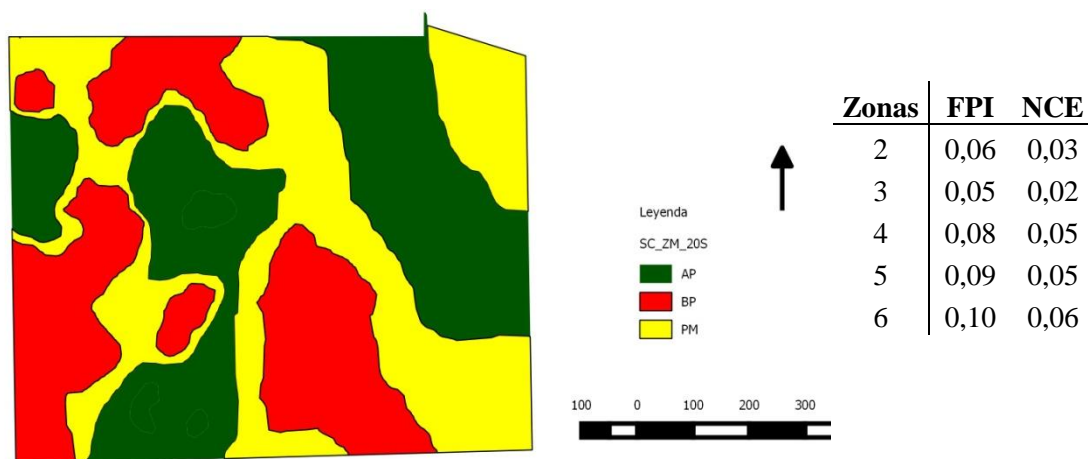 Zonas FPI NCE
2 0,06 0,03
3 0,05 0,02
4 0,08 0,05
5 0,09 0,05
6 0,10 0,06
Leyenda
SC_ZM_20S
AP
BP
PM
100 0 100 200 300